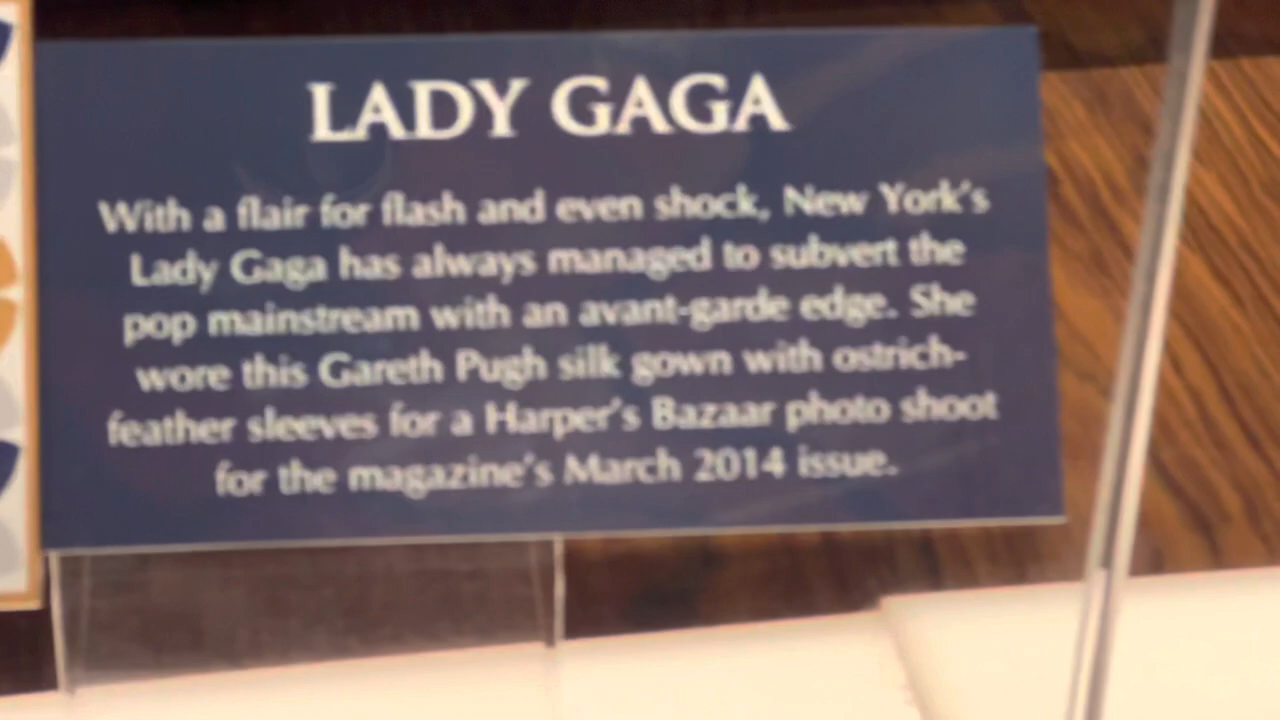 LADY GAGA
With a flair for flash and even shock, New York's
Lady Gaga has always managed to subvert the
pop mainstream with an avant-garde edge. She
wore this Gareth Pugh silk gown with ostrich-
feather sleeves for a Harper's Bazaar photo shoot
for the magazine's March 2014 issue.